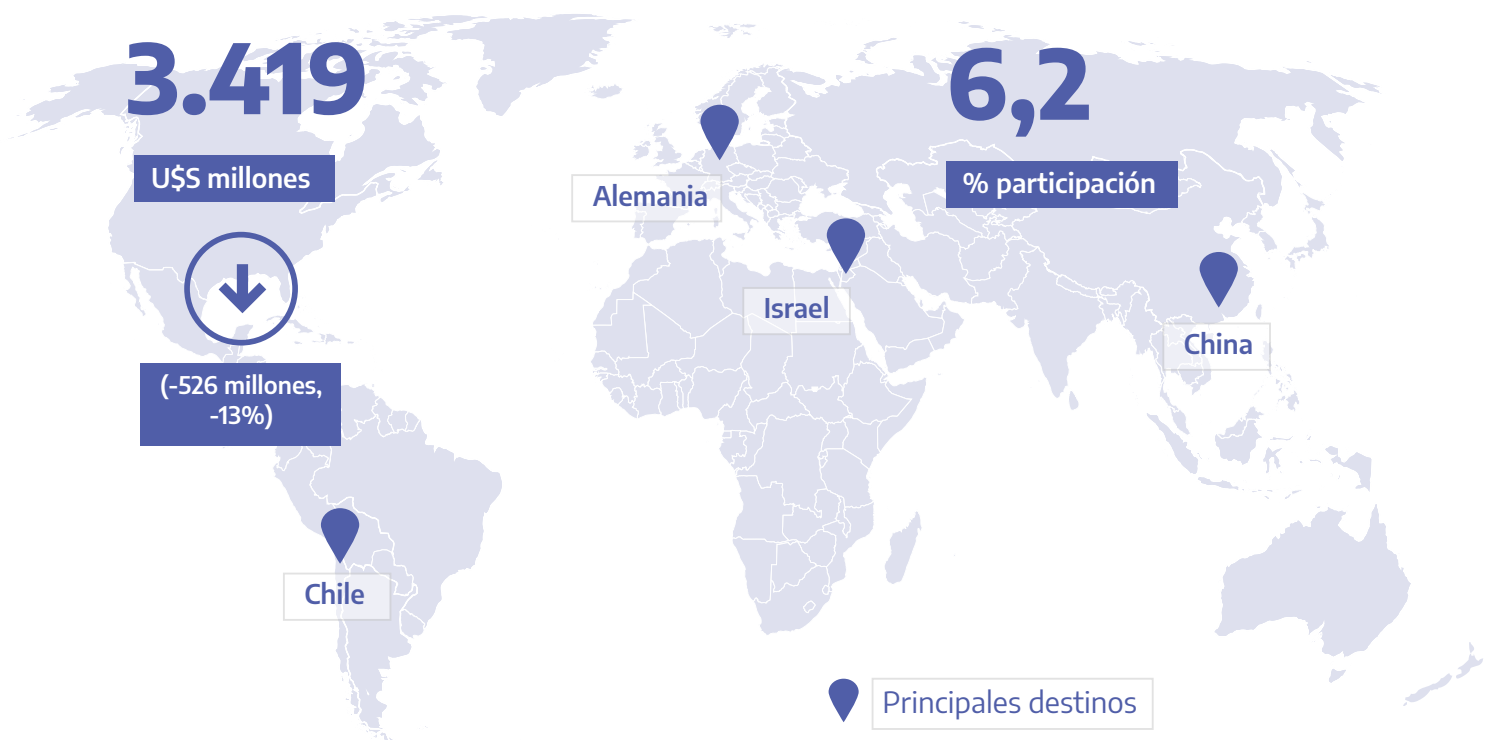 3.419
U$S millones
(-526 millones,
-13%)
6,2
% participación
Alemania
Israel
China
Chile
Principales destinos